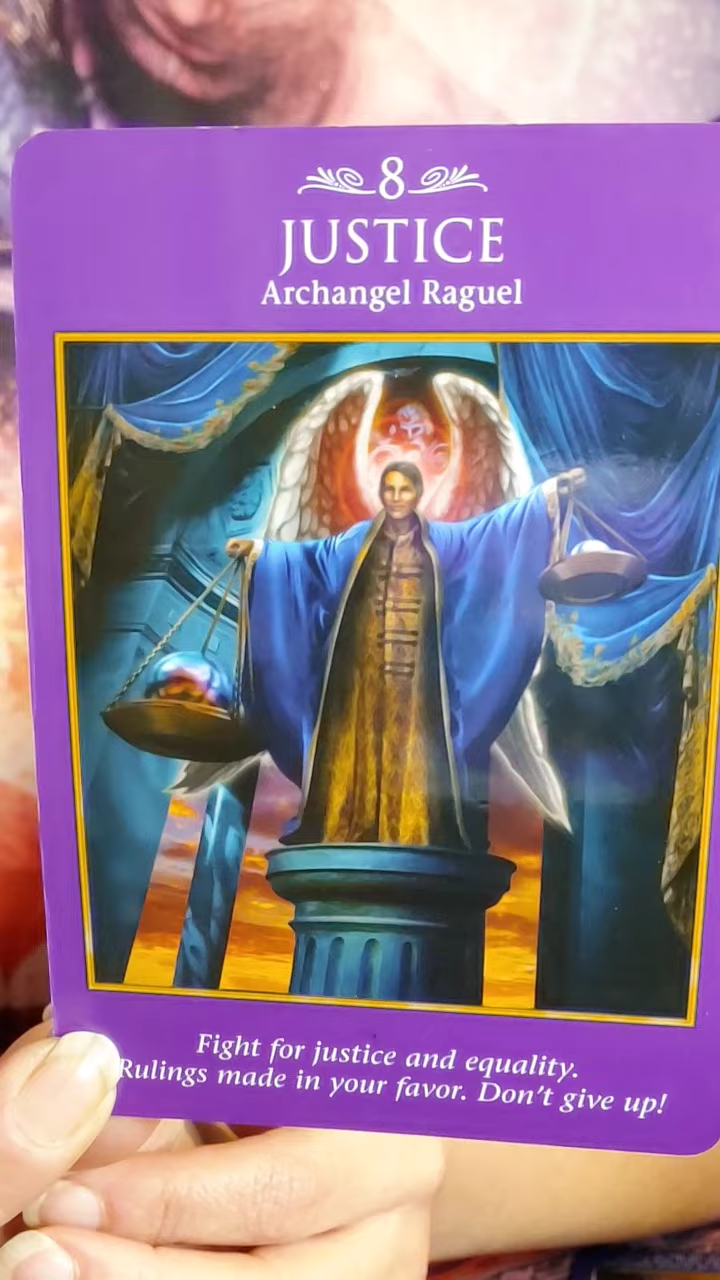 8
JUSTICE
Archangel Raguel
Fight for justice and equality.
Rulings made in your favor. Don't give up!